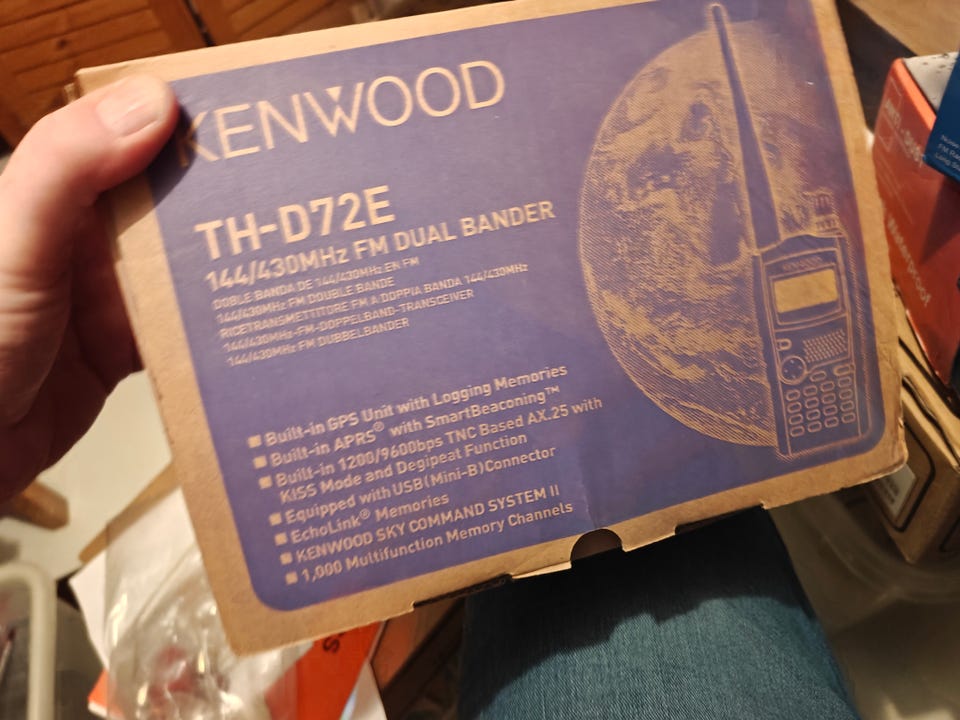 KENWOOD
TH-D72E
144/430MHz FM DUAL BANDER
DOBLE BANDA DE 144/430MHz EN FM
144/430MHz FM DOUBLE BANDE
RICETRASMETTITORE FM A DOPPIA BANDA 144/430MHz
144/430MHz-FM-DOPPELBAND-TRANSCEIVER
144/430MHz FM DUBBELBANDER
■ Built-in GPS Unit with Logging Memories
■ Built-in APRS® with SmartBeaconing™
■ Built-in 1200/9600bps TNC Based AX.25 with
KISS Mode and Degipeat Function
■ Equipped with USB(Mini-B)Connector
■ EchoLink® Memories
■ KENWOOD SKY COMMAND SYSTEM II
■ 1,000 Multifunction Memory Channels
Waterproof